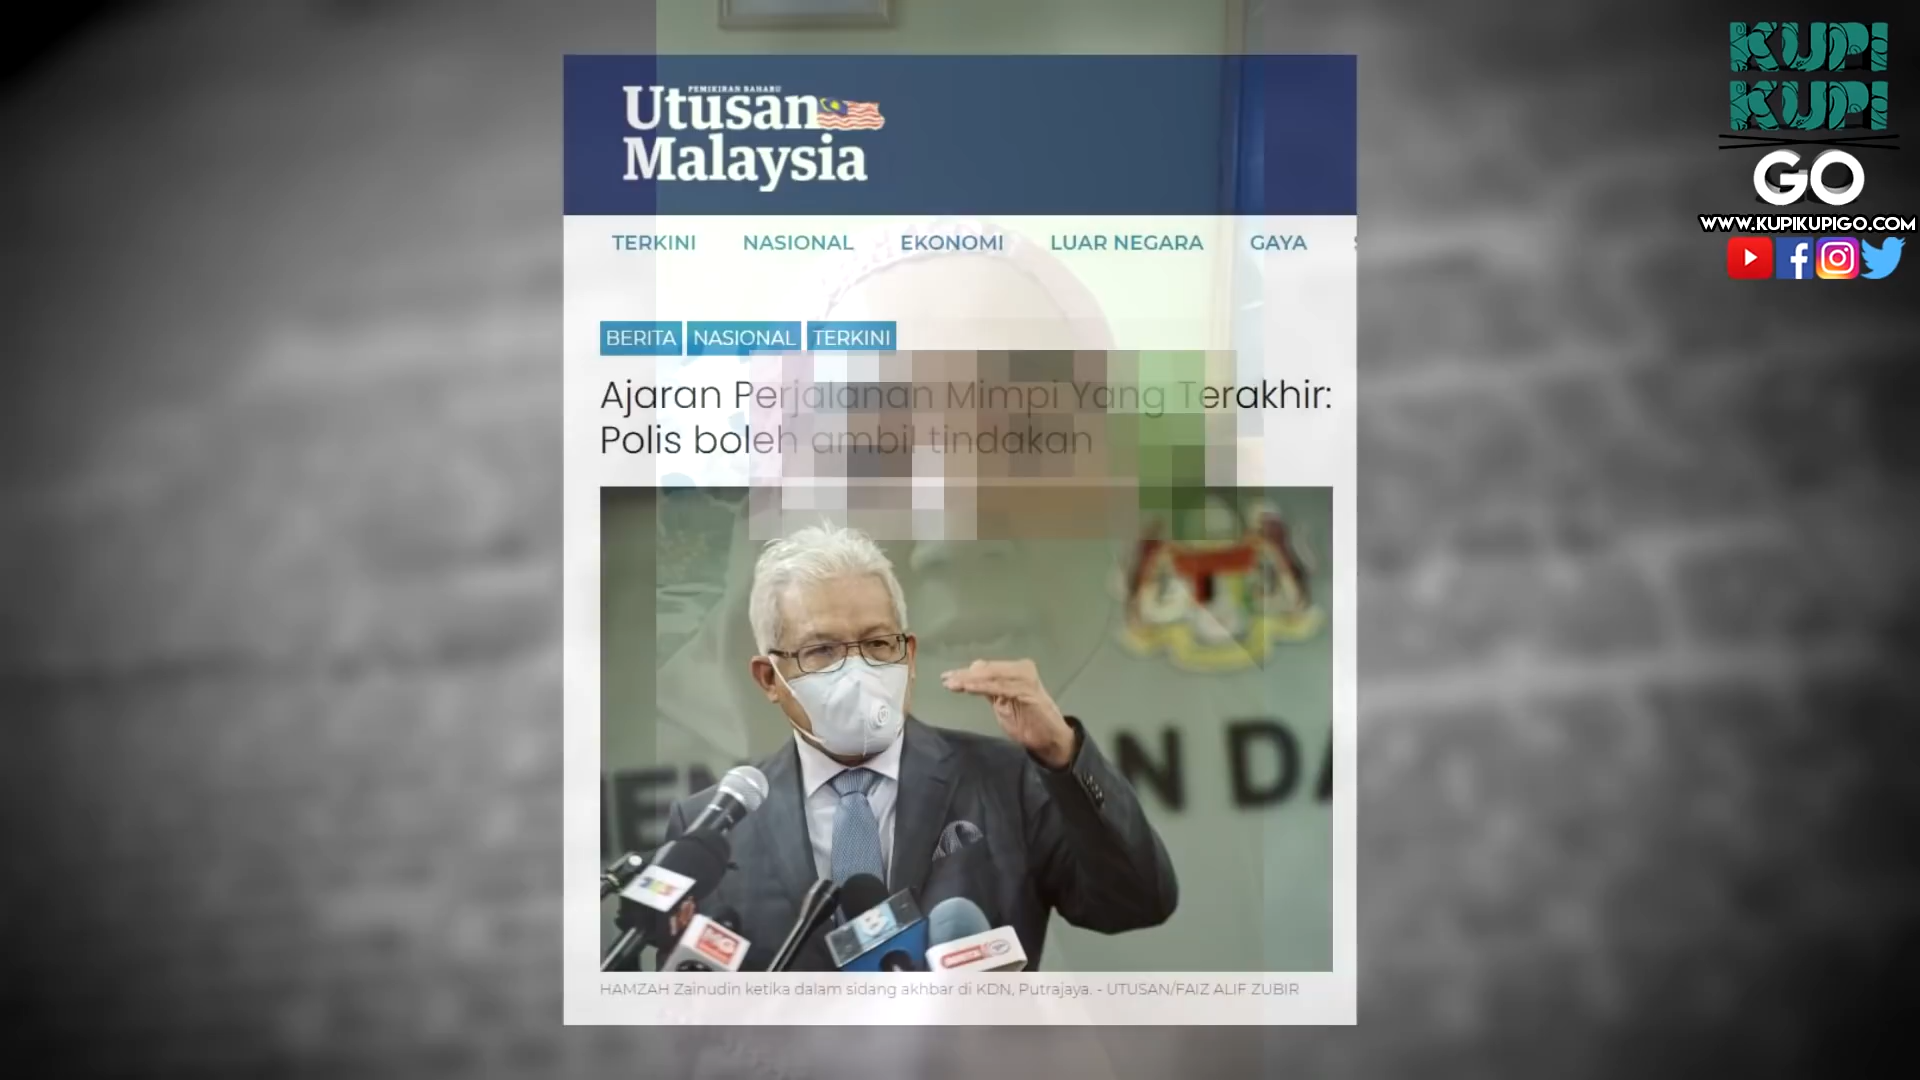 KUPI
KUPI
GO
WWW.KUPIKUPIGO.COM
PEMIKIRAN BAHARU
Utusan
Malaysia
TERKINI NASIONAL EKONOMI LUAR NEGARA GAYA
BERITA NASIONAL TERKINI
Ajaran Perjalanan Mimpi Yang Terakhir:
Polis boleh ambil tindakan
N DA
HAMZAH Zainudin ketika dalam sidang akhbar di KDN, Putrajaya. - UTUSAN/FAIZ ALIF ZUBIR